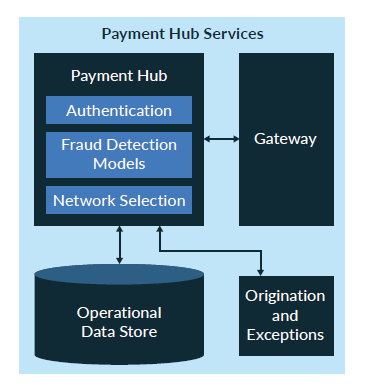 Payment Hub Services
Payment Hub
Authentication
Fraud Detection
Models
Network Selection
Gateway
Operational
Data Store
Origination
and
Exceptions